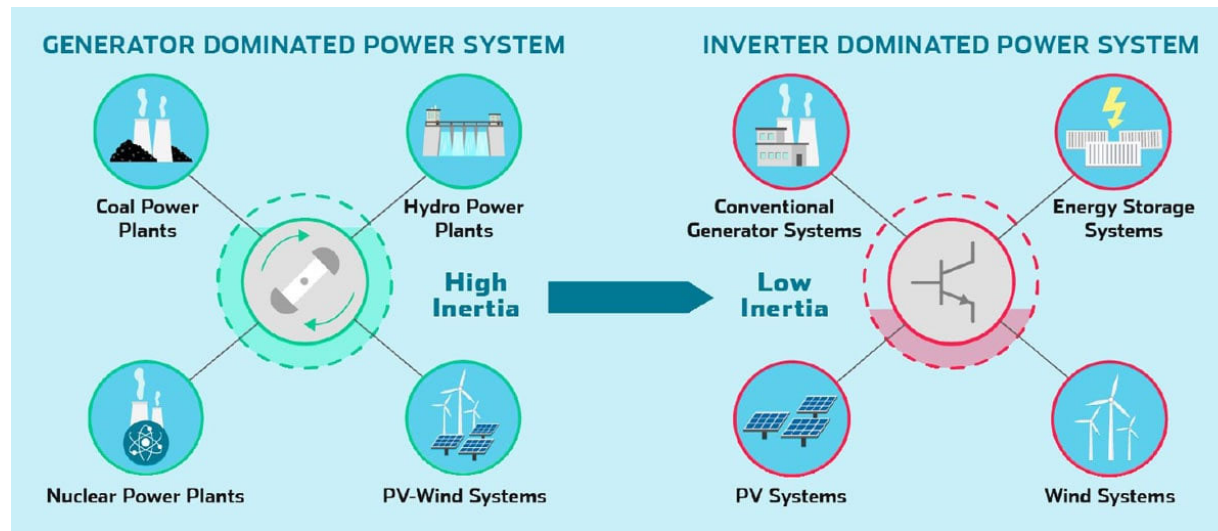 GENERATOR DOMINATED POWER SYSTEM
Coal Power
Plants
Hydro Power
Plants
High
Inertia
Nuclear Power Plants
PV-Wind Systems
INVERTER DOMINATED POWER SYSTEM
Conventional
Generator Systems
Energy Storage
Systems
Low
Inertia
PV Systems
Wind Systems